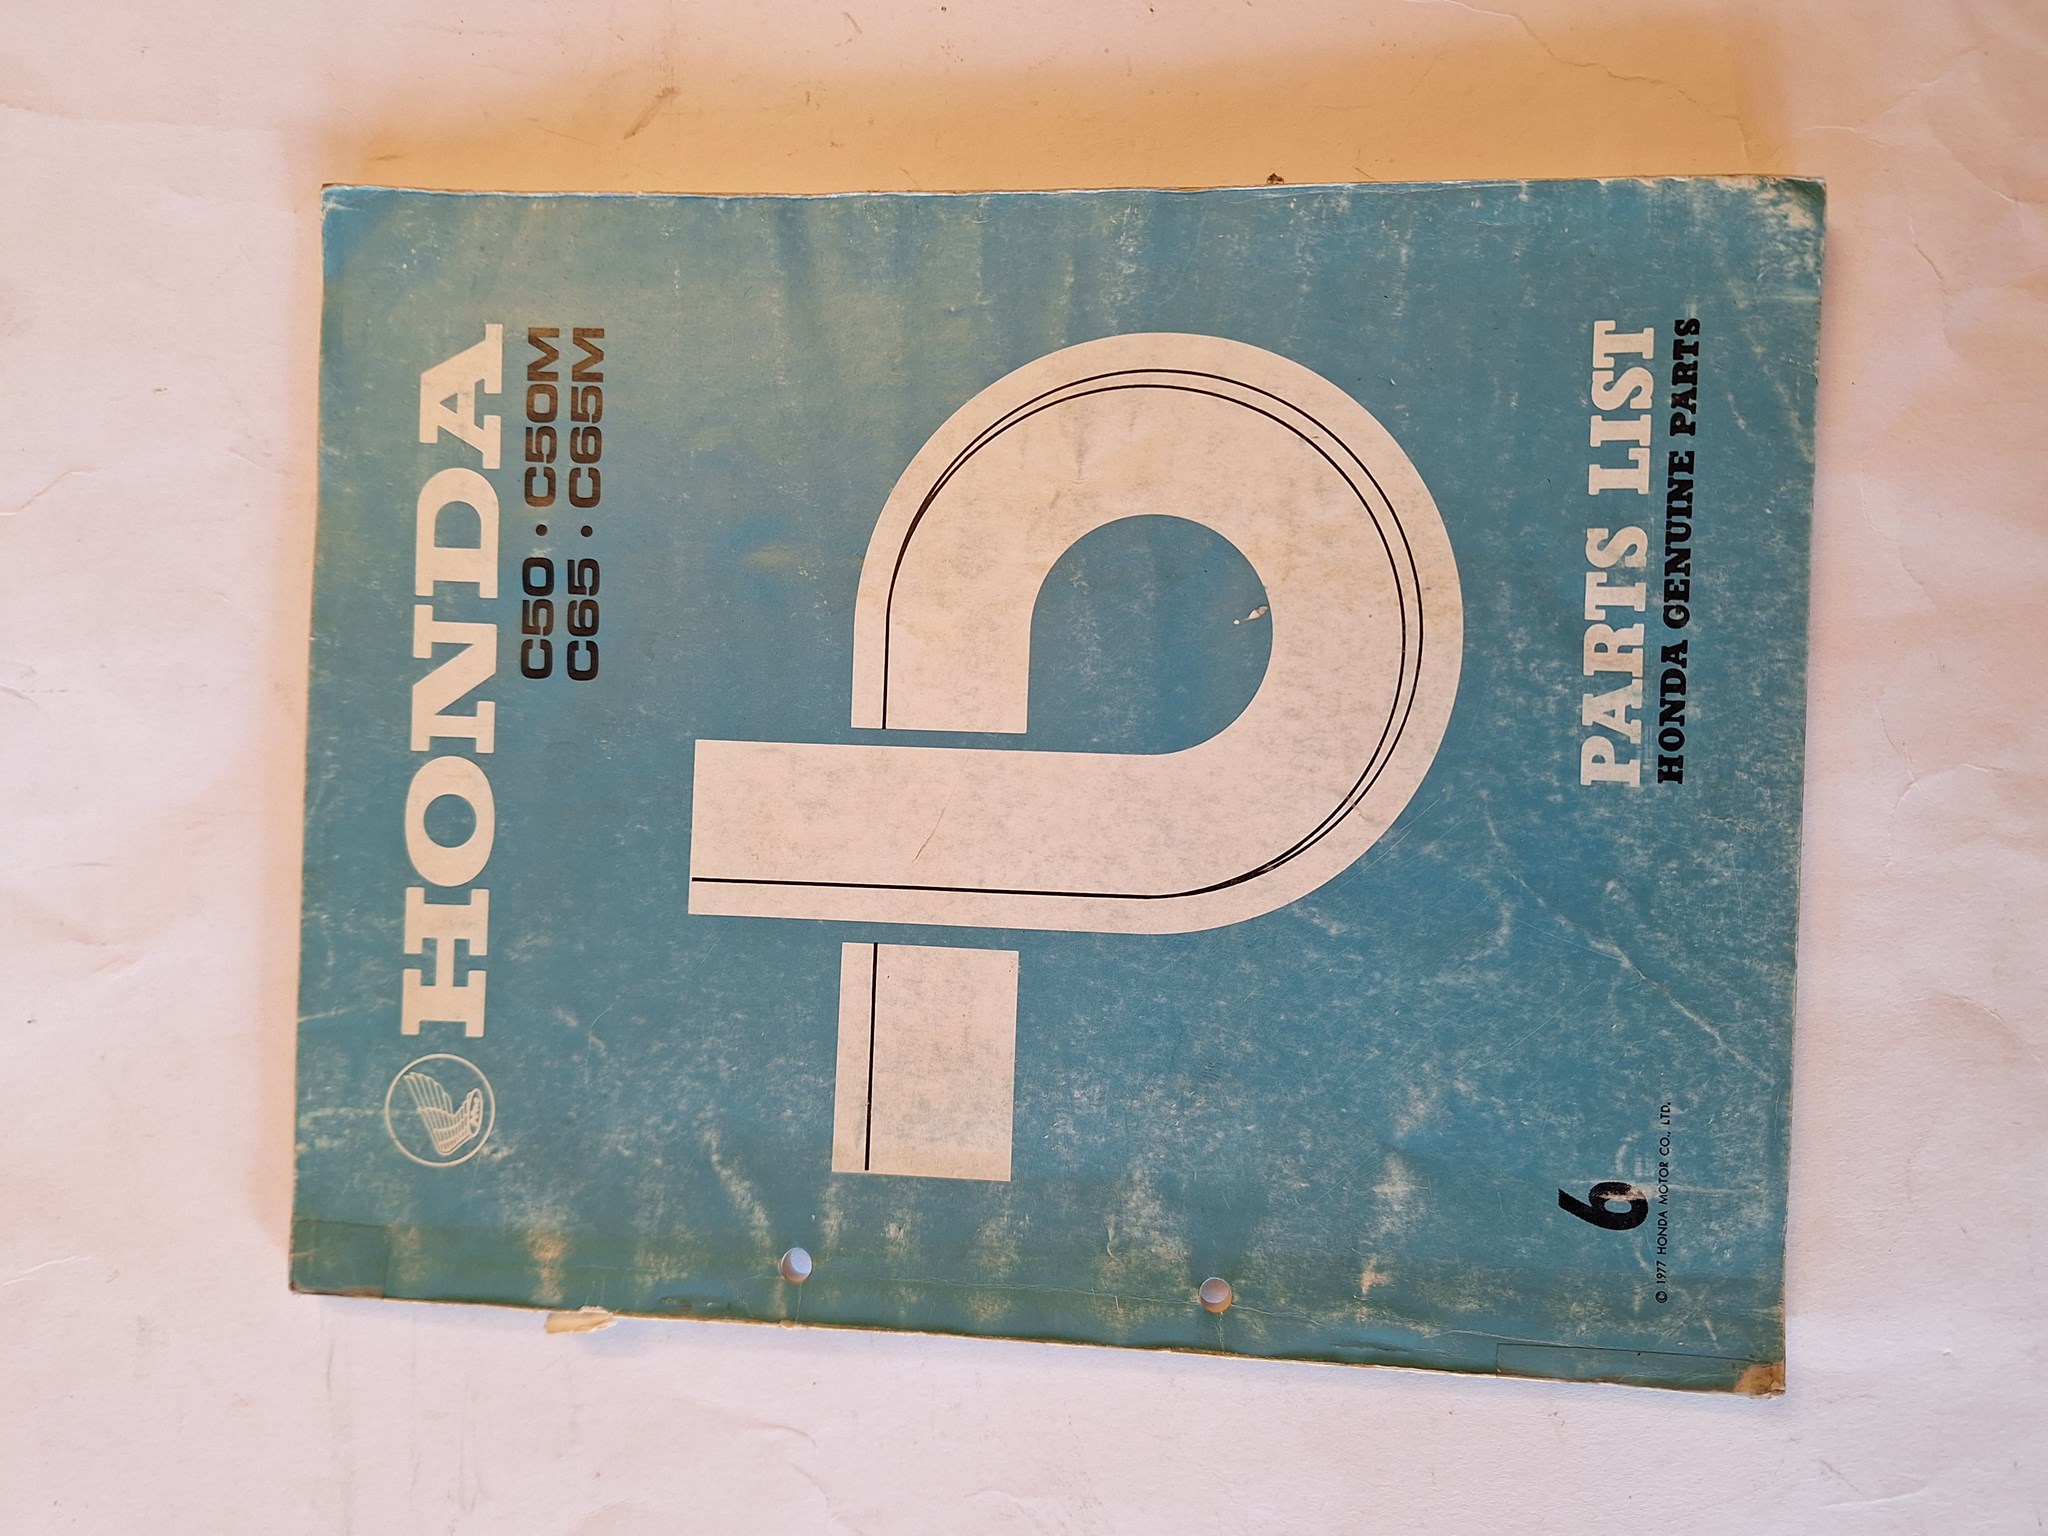 HONDA
C50 · C50M
C65 · C65M
PARTS LIST
HONDA GENUINE PARTS
6
© 1977 HONDA MOTOR CO., LTD.